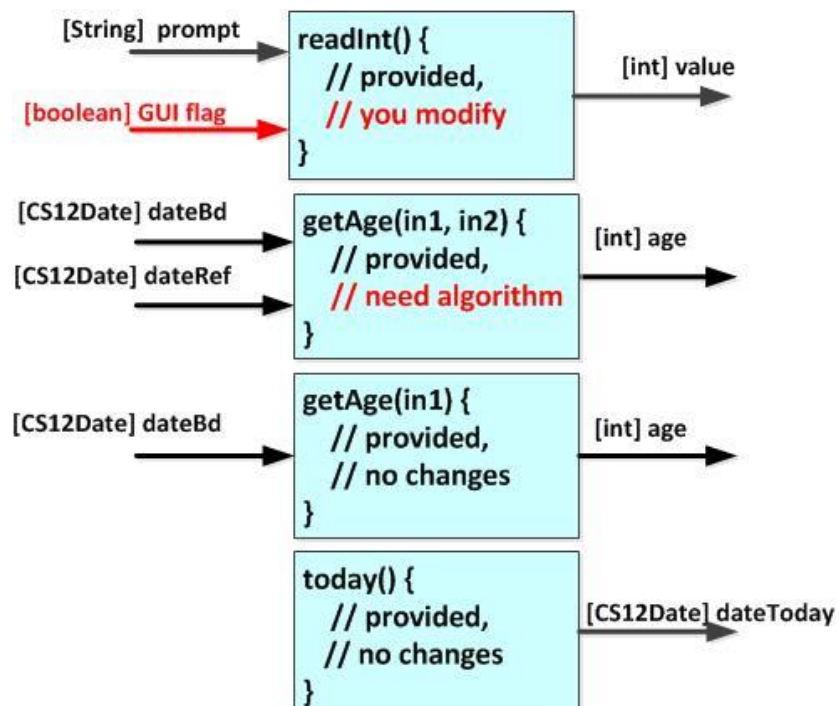 [String] prompt
[boolean] GUI flag
readInt() {
// provided,
// you modify
}
[int] value
[CS12Date] dateBd
[CS12Date] dateRef
getAge(in1, in2) {
// provided,
// need algorithm
}
[int] age
[CS12Date] dateBd
getAge(in1) {
// provided,
// no changes
}
[int] age
today() {
// provided,
// no changes
}
[CS12Date] dateToday